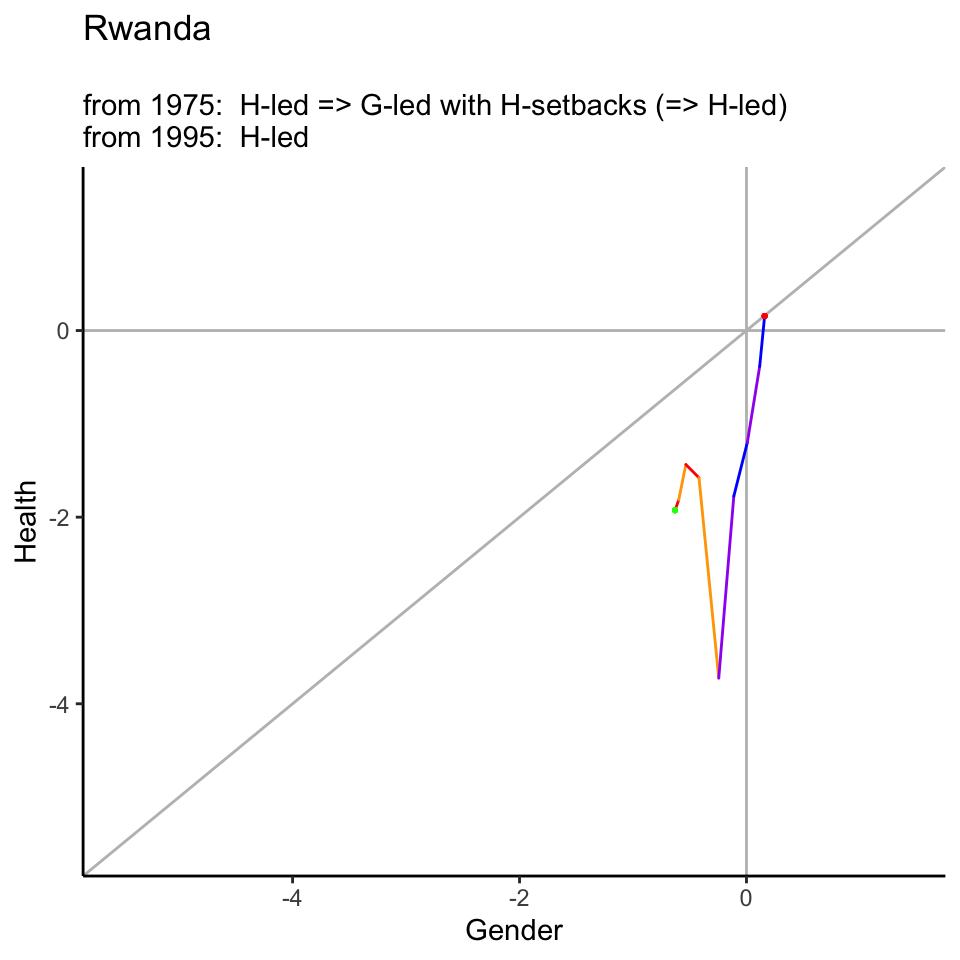 Rwanda
from 1975:  H-led => G-led with H-setbacks (=> H-led)
from 1995:  H-led
Health
0
-2
-4
-4
-2
0
Gender